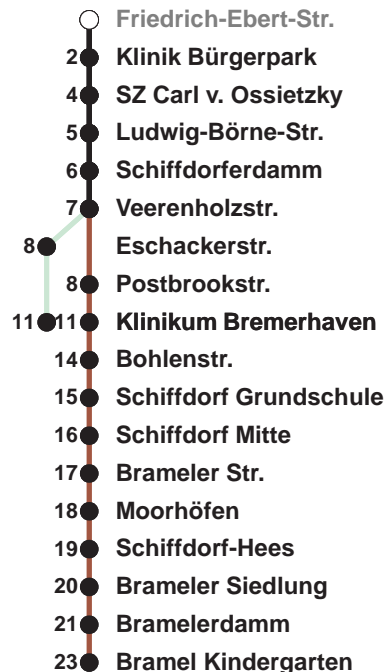 Friedrich-Ebert-Str.
2 Klinik Bürgerpark
4 SZ Carl v. Ossietzky
5 Ludwig-Börne-Str.
6 Schiffdorferdamm
7 Veerenholzstr.
8 Eschackerstr.
8 Postbrookstr.
11 11 Klinikum Bremerhaven
14 Bohlenstr.
15 Schiffdorf Grundschule
16 Schiffdorf Mitte
17 Brameler Str.
18 Moorhöfen
19 Schiffdorf-Hees
20 Brameler Siedlung
21 Bramelerdamm
23 Bramel Kindergarten